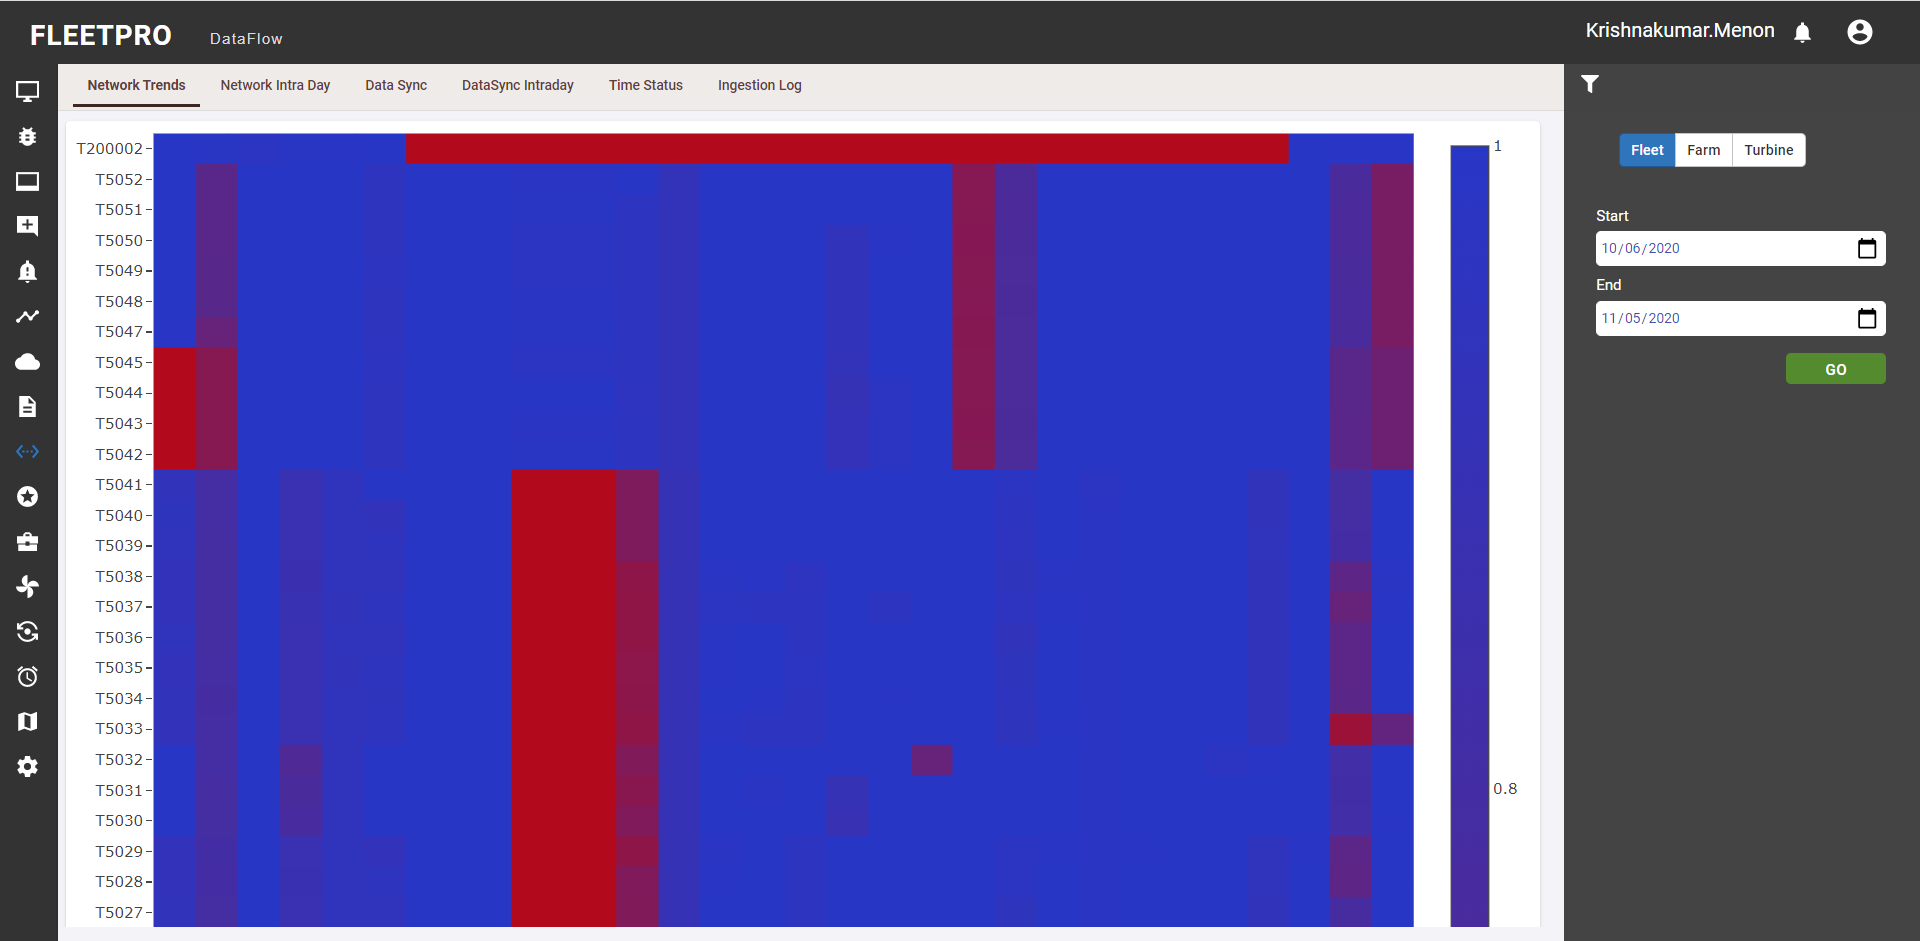 FLEETPRO DataFlow Krishnakumar.Menon
Network Trends Network Intra Day Data Sync DataSync Intraday Time Status Ingestion Log
T200002
T5052
T5051
T5050
T5049
T5048
T5047
T5045
T5044
T5043
T5042
T5041
T5040
T5039
T5038
T5037
T5036
T5035
T5034
T5033
T5032
T5031
T5030
T5029
T5028
T5027
1
0.8
Fleet Farm Turbine
Start
10/06/2020
End
11/05/2020
GO